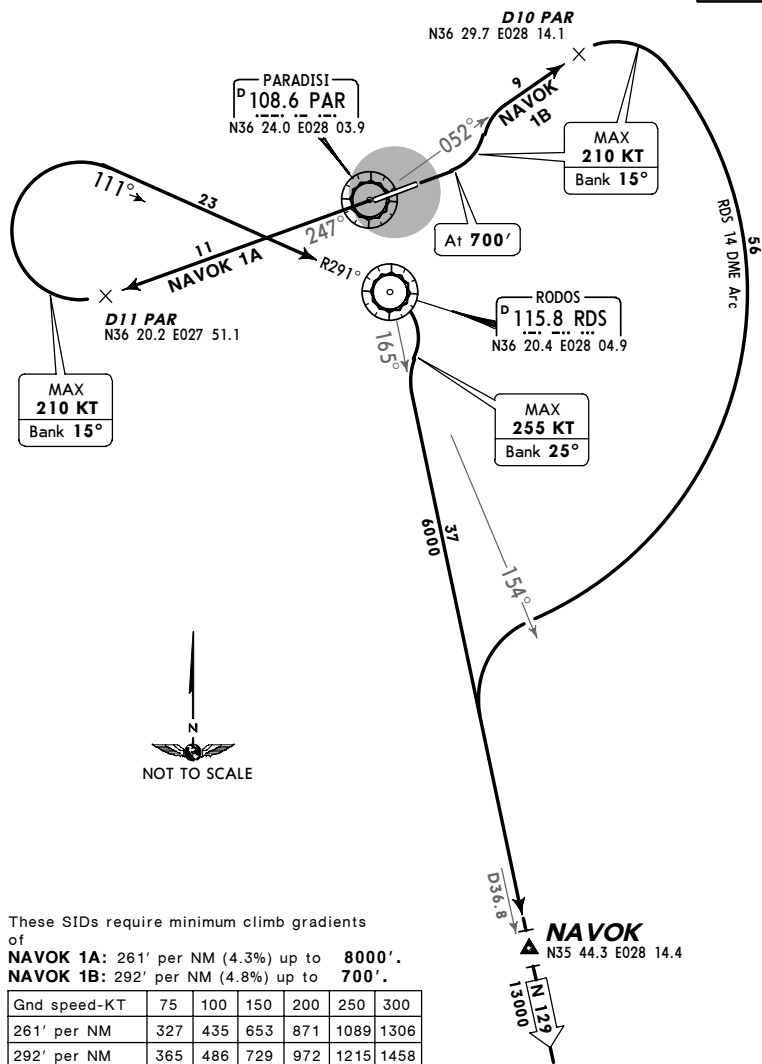 D10 PAR
N36 29.7 E028 14.1
PARADISI
D 108.6 PAR
N36 24.0 E028 03.9
052°
9
NAVOK
1B
MAX
210 KT
Bank 15°
111°
23
247°
11
NAVOK 1A
At 700'
R291°
56
RDS 14 DME Arc
D11 PAR
N36 20.2 E027 51.1
RODOS
D 115.8 RDS
N36 20.4 E028 04.9
165°
MAX
210 KT
Bank 15°
MAX
255 KT
Bank 25°
37
6000
154°
N
NOT TO SCALE
D36.8
NAVOK
N35 44.3 E028 14.4
N 129
13000
These SIDs require minimum climb gradients
of
NAVOK 1A: 261' per NM (4.3%) up to 8000'.
NAVOK 1B: 292' per NM (4.8%) up to 700'.
Gnd speed-KT 75 100 150 200 250 300
261' per NM 327 435 653 871 1089 1306
292' per NM 365 486 729 972 1215 1458